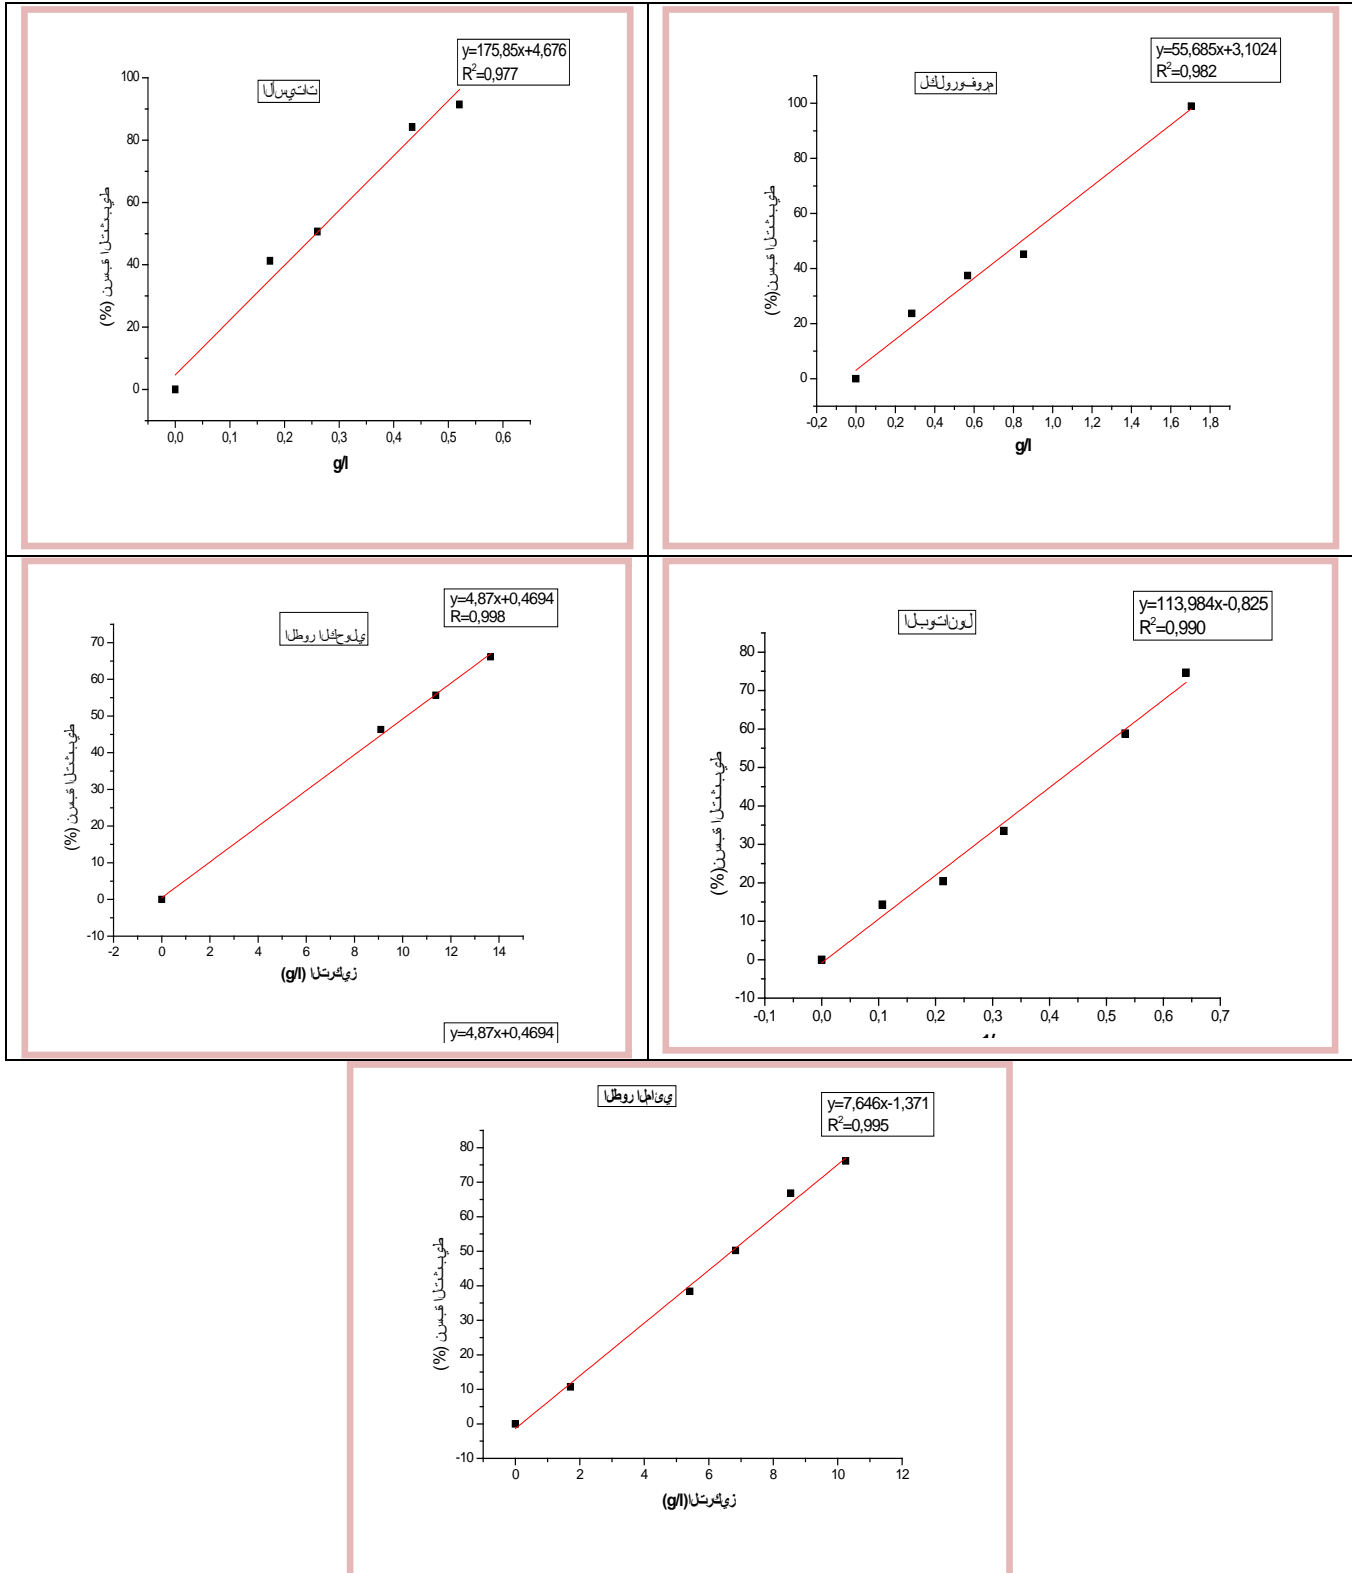 y=175,85x+4,676
R²=0,977
الأسيتات
100
80
60
40
20
0
نسبة التثبيط (%)
0,0 0,1 0,2 0,3 0,4 0,5 0,6
g/l
y=55,685x+3,1024
R²=0,982
لكلوروفورم
100
80
60
40
20
0
نسبة التثبيط(%)
-0,2 0,0 0,2 0,4 0,6 0,8 1,0 1,2 1,4 1,6 1,8
g/l
y=4,87x+0,4694
R=0,998
الطور الكحولي
70
60
50
40
30
20
10
0
-10
نسبة التثبيط (%)
-2 0 2 4 6 8 10 12 14
التركيز (g/l)
y=4,87x+0,4694
y=113,984x-0,825
R²=0,990
البوتانول
80
70
60
50
40
30
20
10
0
-10
نسبة التثبيط(%)
-0,1 0,0 0,1 0,2 0,3 0,4 0,5 0,6 0,7
الطور المائي
y=7,646x-1,371
R²=0,995
80
70
60
50
40
30
20
10
0
-10
نسبة التثبيط (%)
0 2 4 6 8 10 12
التركيز(g/l)